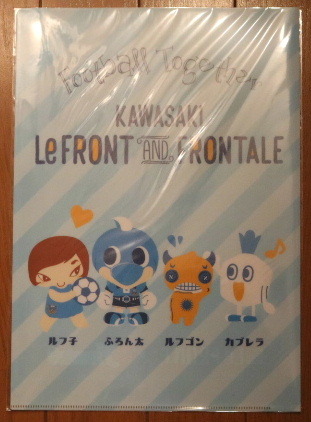 Football Together
KAWASAKI
LeFRONT AND FRONTALE
ルフ子 ふろん太 ルフゴン カブレラ